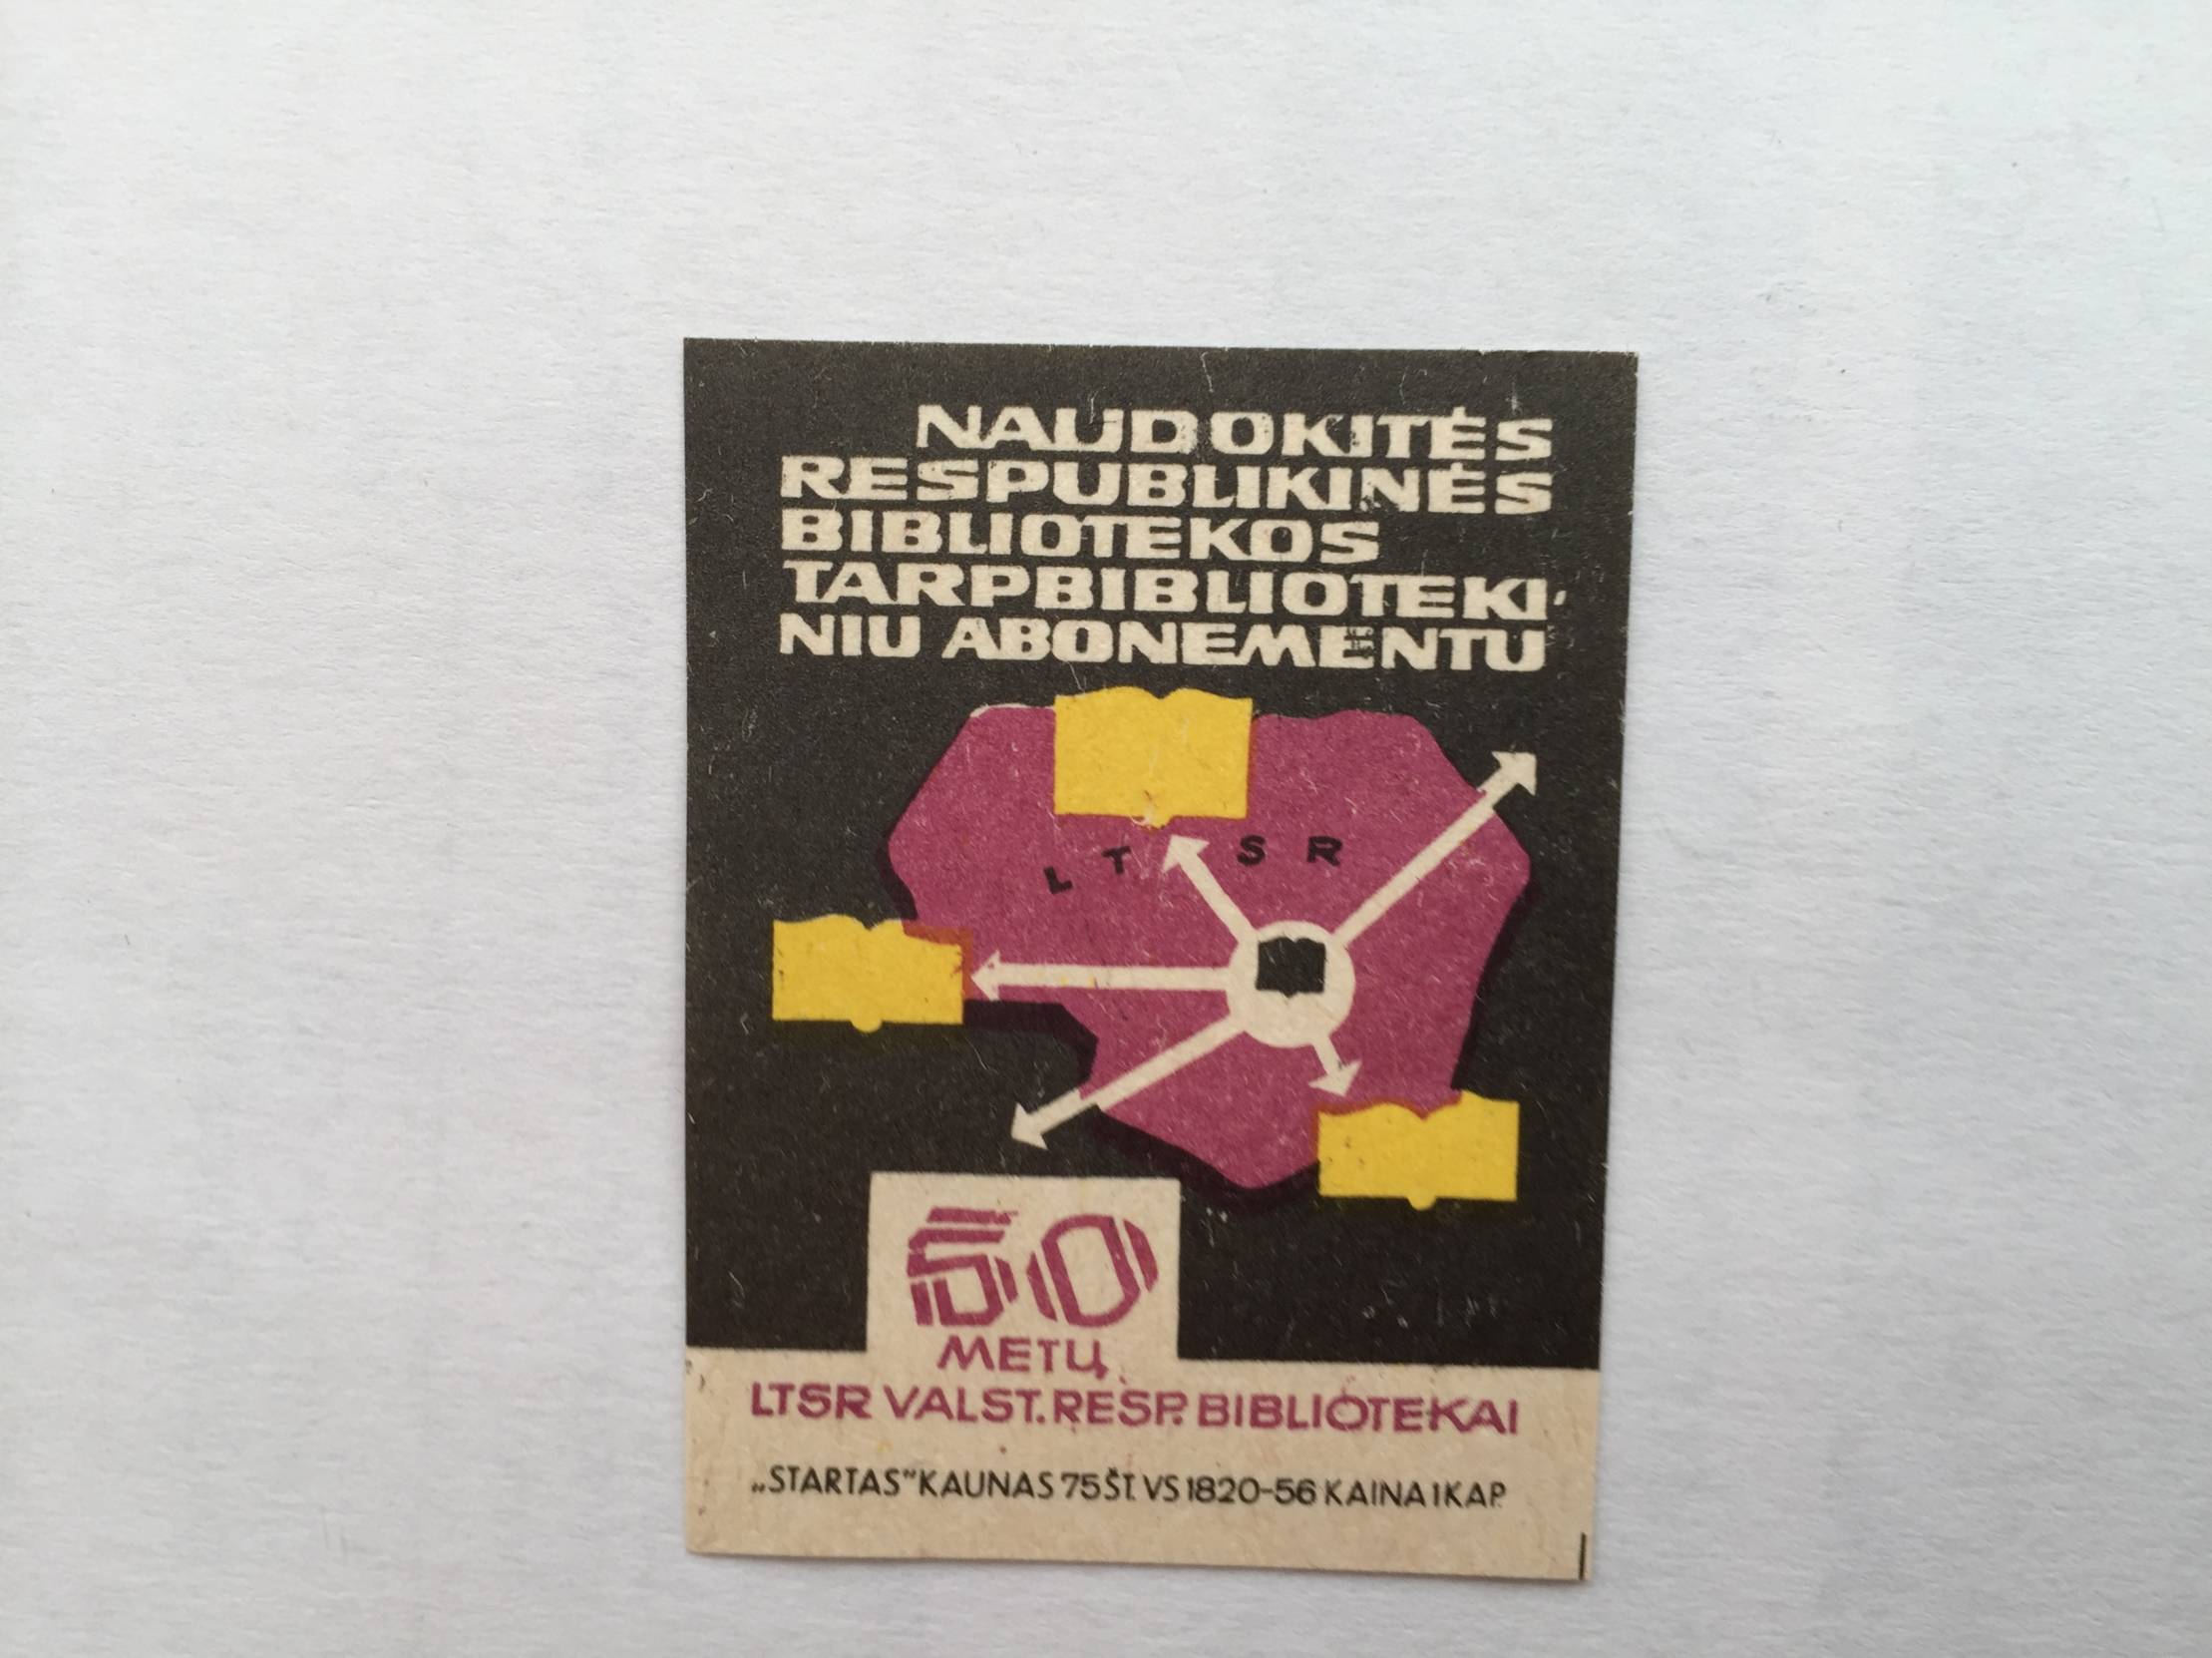 NAUDOKITĖS
RESPUBLIKINĖS
BIBLIOTEKOS
TARPBIBLIOTEKI-
NIU ABONEMENTU
LTSR
50
METŲ
LTSR VALST. RESP. BIBLIOTEKAI
„STARTAS" KAUNAS 75 ŠT. VS 1820-56 KAINA 1 KAP.